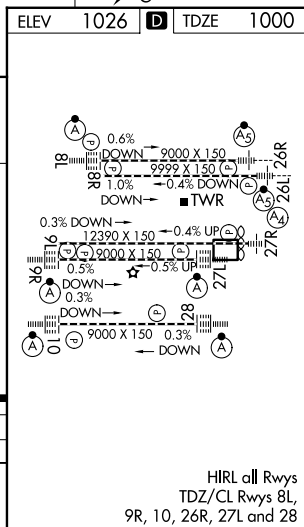 ELEV 1026 D TDZE 1000
A P 0.6% A5
DOWN 9000 X 150 P
8L 8R 9999 X 150 P 26R
DOWN 1.0% 0.4% DOWN P A5 26L
TWR A4
0.3% DOWN 0.4% UP P
9L 12390 X 150 27R
P P 9000 X 150 P
9R 0.5% 0.5% UP 27L
A DOWN A
0.3%
DOWN P 28
10 9000 X 150 0.3%
A P DOWN A
HIRL all Rwys
TDZ/CL Rwys 8L,
9R, 10, 26R, 27L and 28